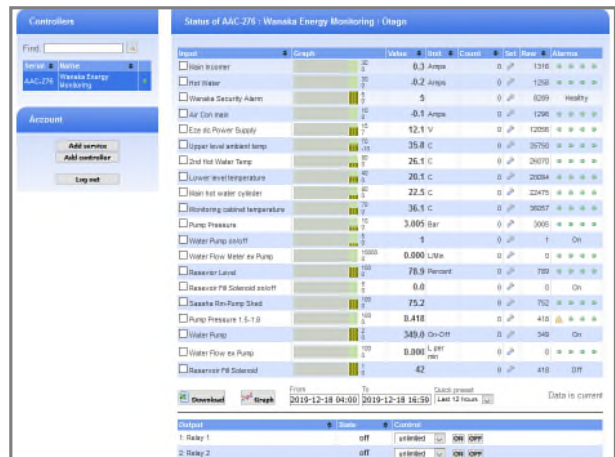 Controllers
Find:
Serial Name
AAC-276 Wanaka Energy Monitoring
Account
Add service
Add controller
Log out
Status of AAC-276 : Wanaka Energy Monitoring : Otago
Input Graph Value Unit Count Set Raw Alarms
Main Incomer 0.3 Amps 0 1316
Hot Water -0.2 Amps 0 1258
Wanaka Security Alarm 5 0 8289 Healthy
Air Con main -0.1 Amps 0 1296
Eze dc Power Supply 12.1 V 0 12056
Upper level ambient temp 35.8 C 0 35750
2nd Hot Water Temp 26.1 C 0 26070
Lower level temperature 20.1 C 0
Main hot water cylinder 22.5 C 0 22475
Monitoring cabinet temperature 36.1 C 0
Pump Pressure 3.005 Bar 0 3005
Water Pump on/off 1 0 1 On
Water Flow Meter ex Pump 0.000 L/Min 0 0
Resevior Level 78.9 Percent 0 789
Reasevoir Fill Solenoid on/off 0.0 0 0 On
Rm-Pump Shed 75.2 0 752
Pump Pressure 1.5-1.8 0.418 0 418
Water Pump 349.0 On-Off 0 349 On
Water Flow ex Pump 0.000 L per min 0 0
Reservoir Fill Solenoid 42 0 418 Off
Download
Graph
From
2019-12-18 04:00
To
2019-12-18 16:59
Quick preset
Last 12 hours
Data is current
Output State Control
1: Relay 1 off unlimited ON OFF
2: Relay 2 off unlimited ON OFF